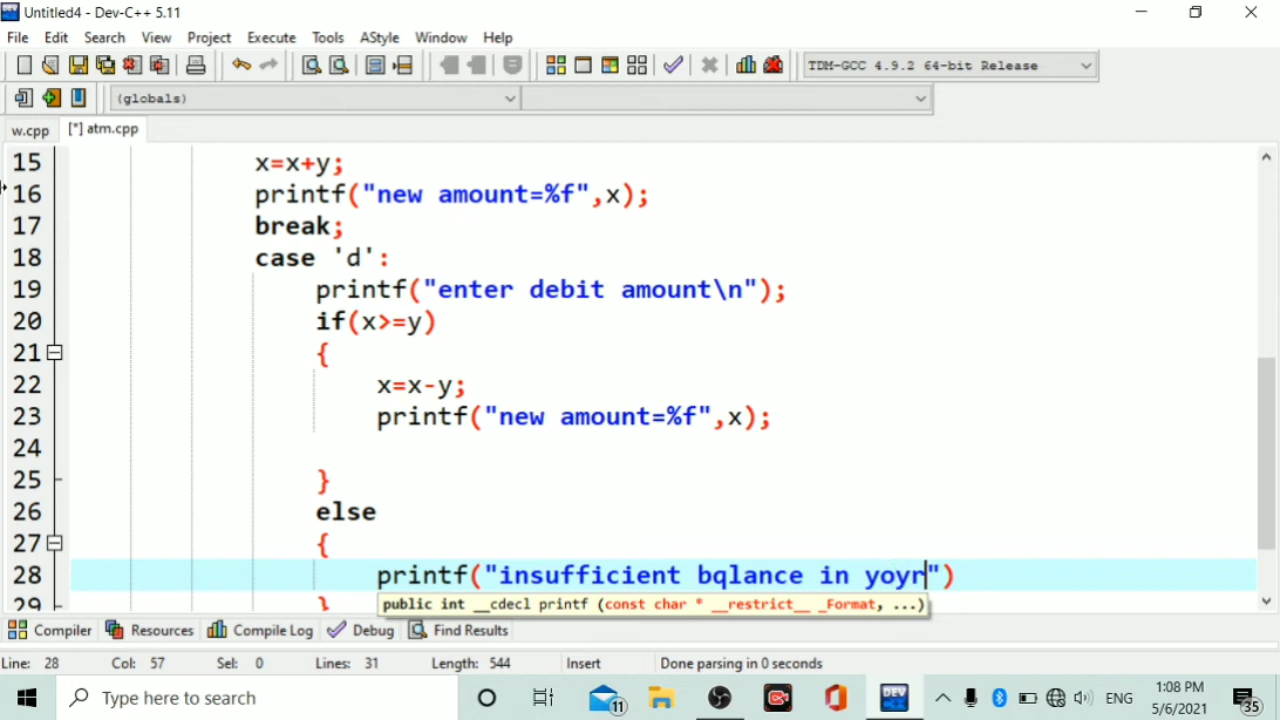 Untitled4 - Dev-C++ 5.11
File Edit Search View Project Execute Tools AStyle Window Help
TDM-GCC 4.9.2 64-bit Release
(globals)
w.cpp [*] atm.cpp
15 x=x+y;
16 printf("new amount=%f",x);
17 break;
18 case 'd':
19 printf("enter debit amount\n");
20 if(x>=y)
21 {
22 x=x-y;
23 printf("new amount=%f",x);
24
25 }
26 else
27 {
28 printf("insufficient bqlance in yoyr")
29 }
public int __cdecl printf (const char * __restrict__ _Format, ...)
Compiler Resources Compile Log Debug Find Results
Line: 28 Col: 57 Sel: 0 Lines: 31 Length: 544 Insert Done parsing in 0 seconds
Type here to search 11 DEV ENG 1:08 PM
5/6/2021 35